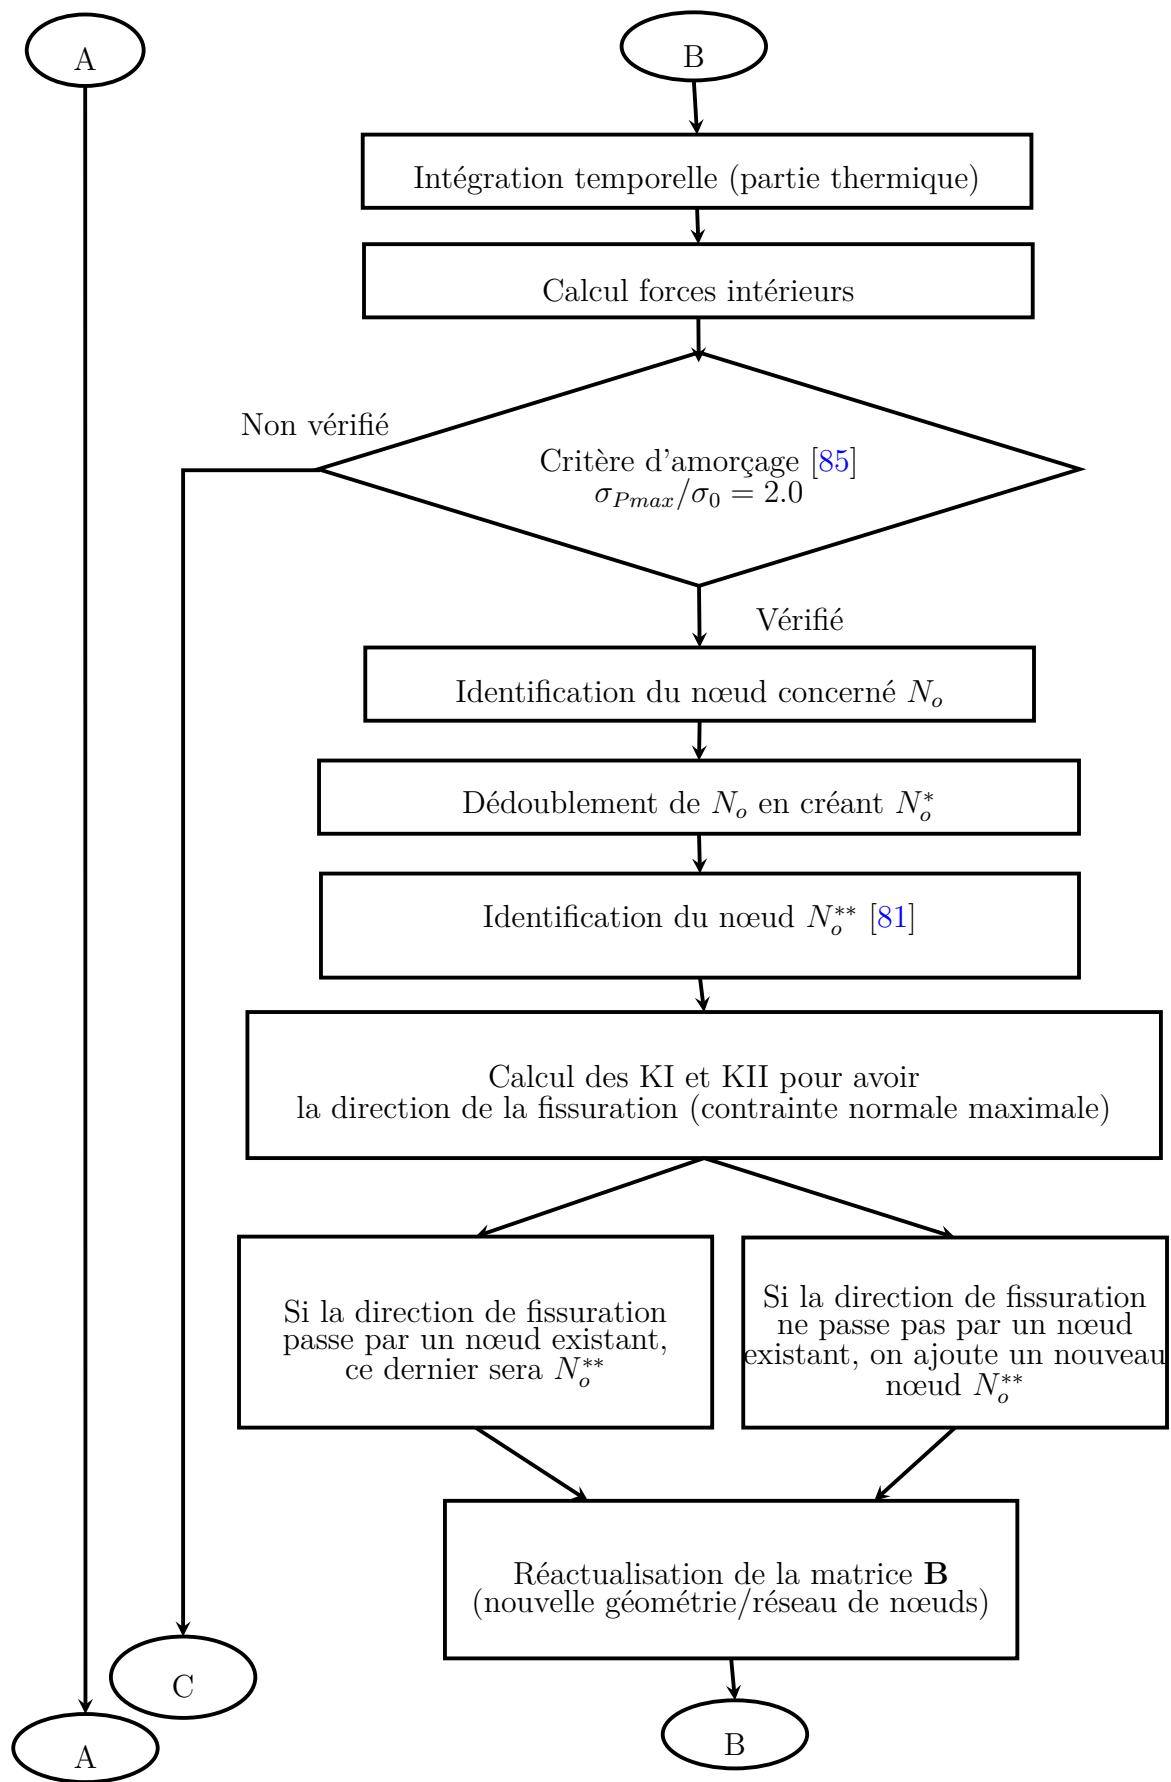 A
B
Intégration temporelle (partie thermique)
Calcul forces intérieurs
Non vérifié
Critère d'amorçage [85]
$\sigma_{Pmax}/\sigma_0 = 2.0$
Vérifié
Identification du nœud concerné $N_o$
Dédoublement de $N_o$ en créant $N_o^*$
Identification du nœud $N_o^{**}$ [81]
Calcul des KI et KII pour avoir
la direction de la fissuration (contrainte normale maximale)
Si la direction de fissuration
passe par un nœud existant,
ce dernier sera $N_o^{**}$
Si la direction de fissuration
ne passe pas par un nœud
existant, on ajoute un nouveau
nœud $N_o^{**}$
Réactualisation de la matrice B
(nouvelle géométrie/réseau de nœuds)
C
A
B